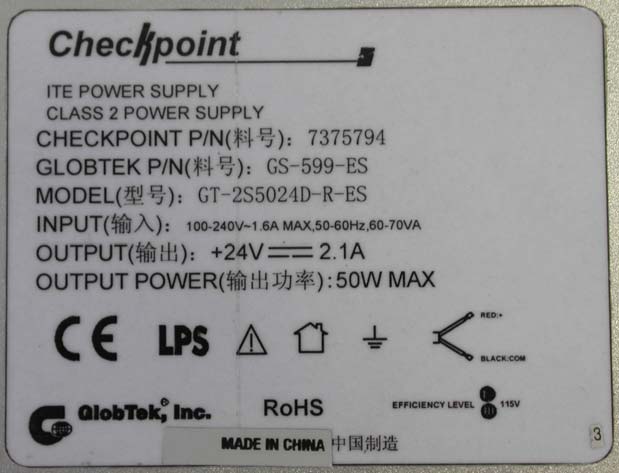 Checkpoint
ITE POWER SUPPLY
CLASS 2 POWER SUPPLY
CHECKPOINT P/N(料号): 7375794
GLOBTEK P/N(料号): GS-599-ES
MODEL(型号): GT-2S5024D-R-ES
INPUT(输入): 100-240V~1.6A MAX,50-60Hz,60-70VA
OUTPUT(输出): +24V⎓2.1A
OUTPUT POWER(输出功率):50W MAX
CE LPS
RED:+
BLACK:COM
GlobTek®, Inc. RoHS EFFICIENCY LEVEL 115V
MADE IN CHINA 中国制造
3